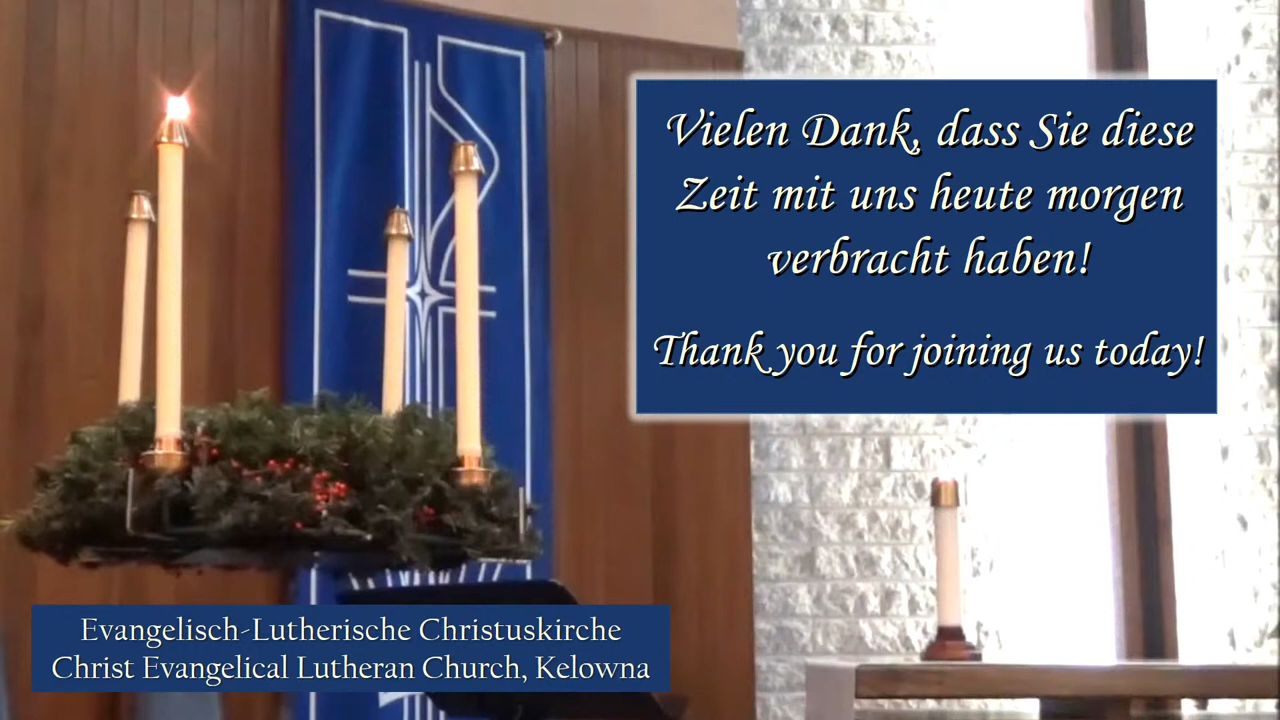 Vielen Dank, dass Sie diese
Zeit mit uns heute morgen
verbracht haben!
Thank you for joining us today!
Evangelisch-Lutherische Christuskirche
Christ Evangelical Lutheran Church, Kelowna